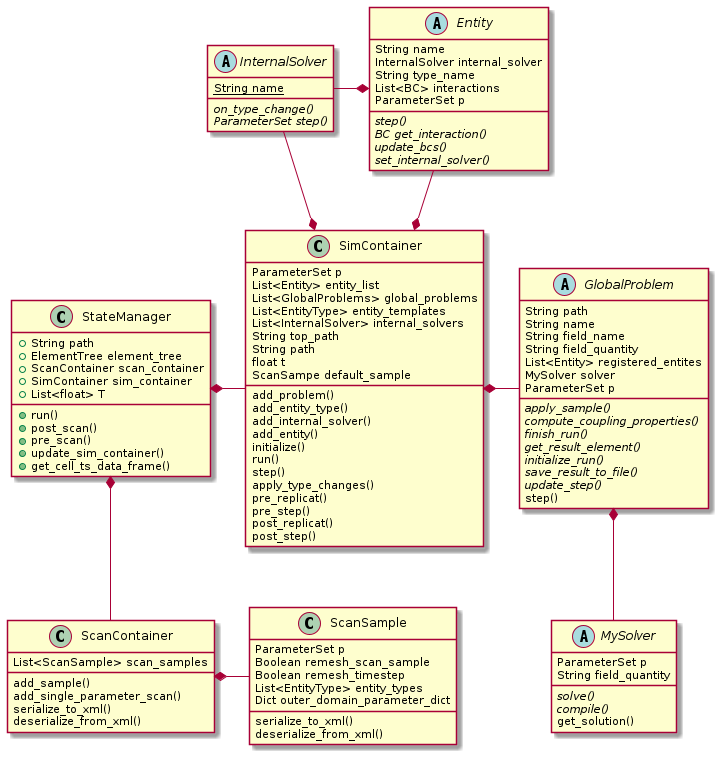 A Entity
String name
InternalSolver internal_solver
String type_name
List<BC> interactions
ParameterSet p
step()
BC get_interaction()
update_bcs()
set_internal_solver()
A InternalSolver
String name
on_type_change()
ParameterSet step()
C SimContainer
ParameterSet p
List<Entity> entity_list
List<GlobalProblems> global_problems
List<EntityType> entity_templates
List<InternalSolver> internal_solvers
String top_path
String path
float t
ScanSampe default_sample
add_problem()
add_entity_type()
add_internal_solver()
add_entity()
initialize()
run()
step()
apply_type_changes()
pre_replicat()
pre_step()
post_replicat()
post_step()
A GlobalProblem
String path
String name
String field_name
String field_quantity
List<Entity> registered_entites
MySolver solver
ParameterSet p
apply_sample()
compute_coupling_properties()
finish_run()
get_result_element()
initialize_run()
save_result_to_file()
update_step()
step()
C StateManager
String path
ElementTree element_tree
ScanContainer scan_container
SimContainer sim_container
List<float> T
run()
post_scan()
pre_scan()
update_sim_container()
get_cell_ts_data_frame()
C ScanContainer
List<ScanSample> scan_samples
add_sample()
add_single_parameter_scan()
serialize_to_xml()
deserialize_from_xml()
C ScanSample
ParameterSet p
Boolean remesh_scan_sample
Boolean remesh_timestep
List<EntityType> entity_types
Dict outer_domain_parameter_dict
serialize_to_xml()
deserialize_from_xml()
A MySolver
ParameterSet p
String field_quantity
solve()
compile()
get_solution()